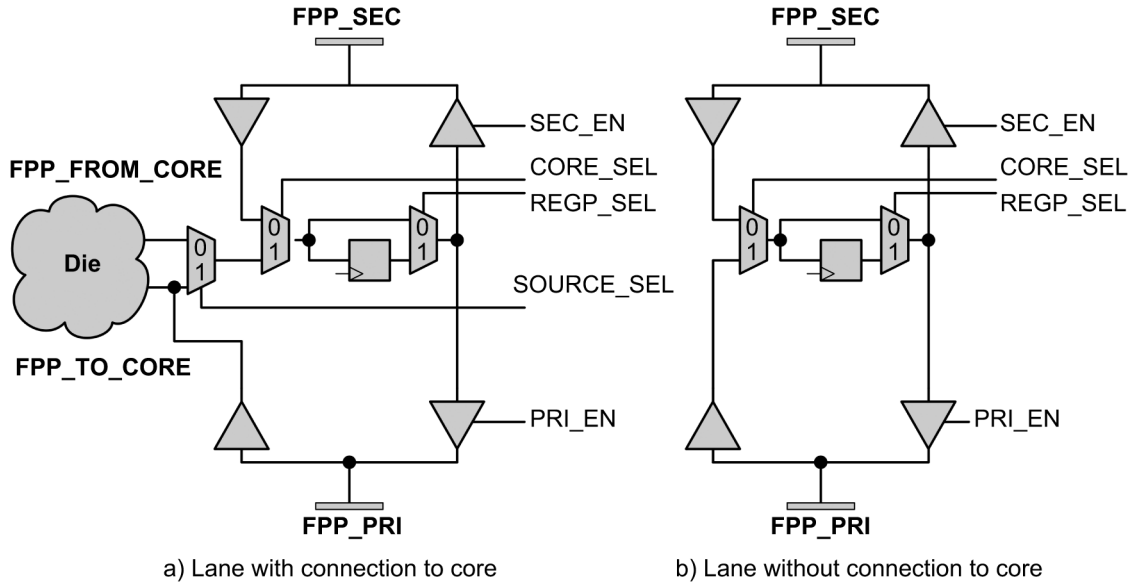 FPP_SEC
SEC_EN
FPP_FROM_CORE
CORE_SEL
REGP_SEL
0
1
0
1
0
1
Die
SOURCE_SEL
FPP_TO_CORE
PRI_EN
FPP_PRI
a) Lane with connection to core
FPP_SEC
SEC_EN
CORE_SEL
REGP_SEL
0
1
0
1
PRI_EN
FPP_PRI
b) Lane without connection to core